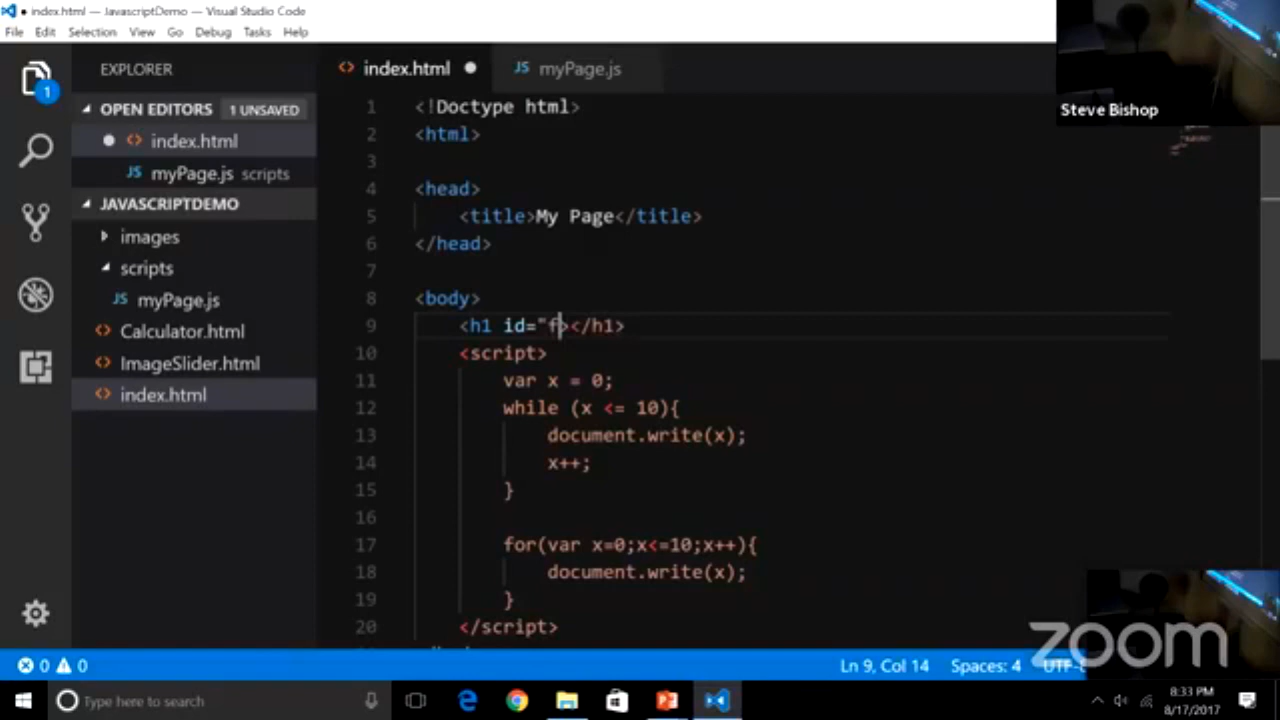 index.html — JavascriptDemo — Visual Studio Code
File Edit Selection View Go Debug Tasks Help
Steve Bishop
EXPLORER
OPEN EDITORS 1 UNSAVED
index.html
myPage.js scripts
JAVASCRIPTDEMO
images
scripts
myPage.js
Calculator.html
ImageSlider.html
index.html
1
index.html
myPage.js
1 <!Doctype html>
2 <html>
3
4 <head>
5 <title>My Page</title>
6 </head>
7
8 <body>
9 <h1 id="f></h1>
10 <script>
11 var x = 0;
12 while (x <= 10){
13 document.write(x);
14 x++;
15 }
16
17 for(var x=0;x<=10;x++){
18 document.write(x);
19 }
20 </script>
zoom
0 0 Ln 9, Col 14 Spaces: 4
Type here to search
8:33 PM
8/17/2017